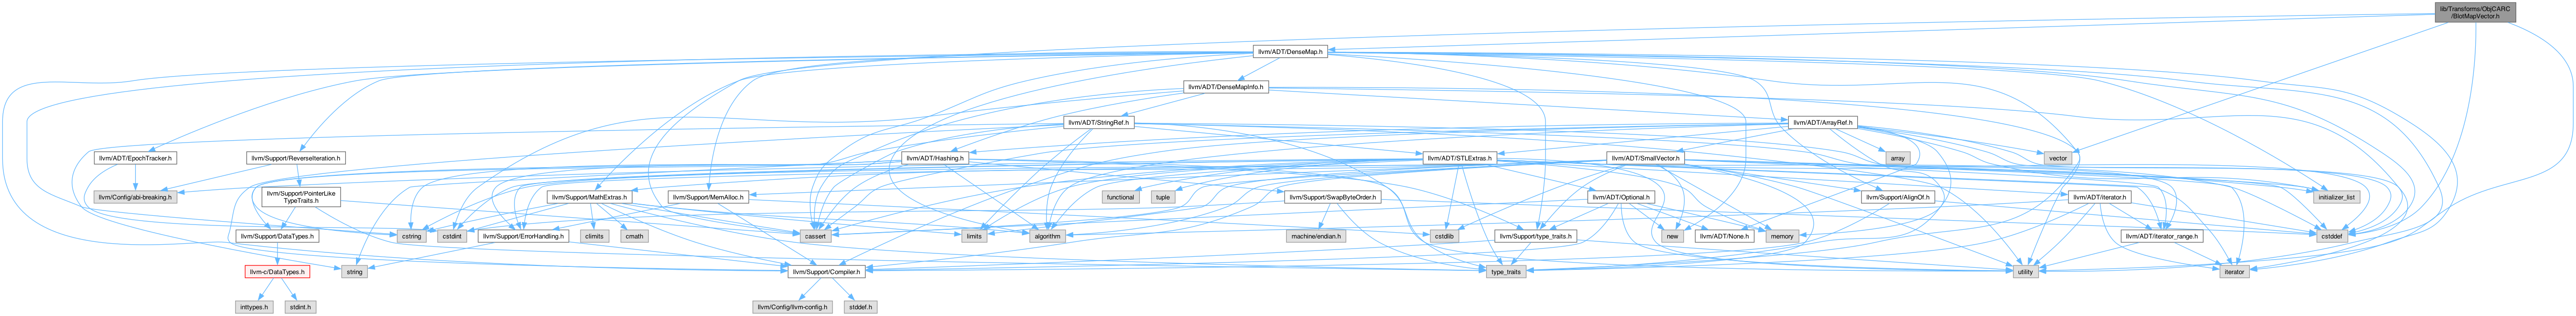 lib/Transforms/ObjCARC
/BlotMapVector.h
llvm/ADT/DenseMap.h
llvm/ADT/DenseMapInfo.h
llvm/ADT/StringRef.h
llvm/ADT/ArrayRef.h
llvm/ADT/EpochTracker.h
llvm/Support/ReverseIteration.h
llvm/ADT/Hashing.h
llvm/ADT/STLExtras.h
llvm/ADT/SmallVector.h
array
vector
llvm/Config/abi-breaking.h
llvm/Support/PointerLike
TypeTraits.h
llvm/Support/MathExtras.h
llvm/Support/MemAlloc.h
functional
tuple
llvm/Support/SwapByteOrder.h
llvm/ADT/Optional.h
llvm/Support/AlignOf.h
llvm/ADT/iterator.h
initializer_list
llvm/Support/DataTypes.h
cstring
cstdint
llvm/Support/ErrorHandling.h
climits
cmath
cassert
limits
algorithm
machine/endian.h
cstdlib
llvm/Support/type_traits.h
new
llvm/ADT/None.h
memory
llvm/ADT/iterator_range.h
cstddef
llvm-c/DataTypes.h
string
llvm/Support/Compiler.h
type_traits
utility
iterator
inttypes.h
stdint.h
llvm/Config/llvm-config.h
stddef.h